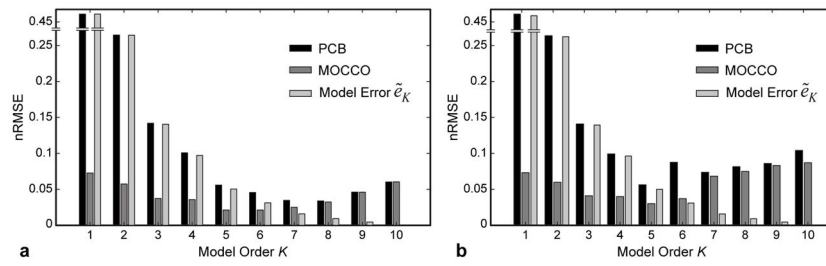 0.45
0.25
0.2
0.15
0.1
0.05
0
nRMSE
PCB
MOCCO
Model Error ẽ_K
1 2 3 4 5 6 7 8 9 10
a Model Order K
0.45
0.25
0.2
0.15
0.1
0.05
0
nRMSE
PCB
MOCCO
Model Error ẽ_K
1 2 3 4 5 6 7 8 9 10
b Model Order K